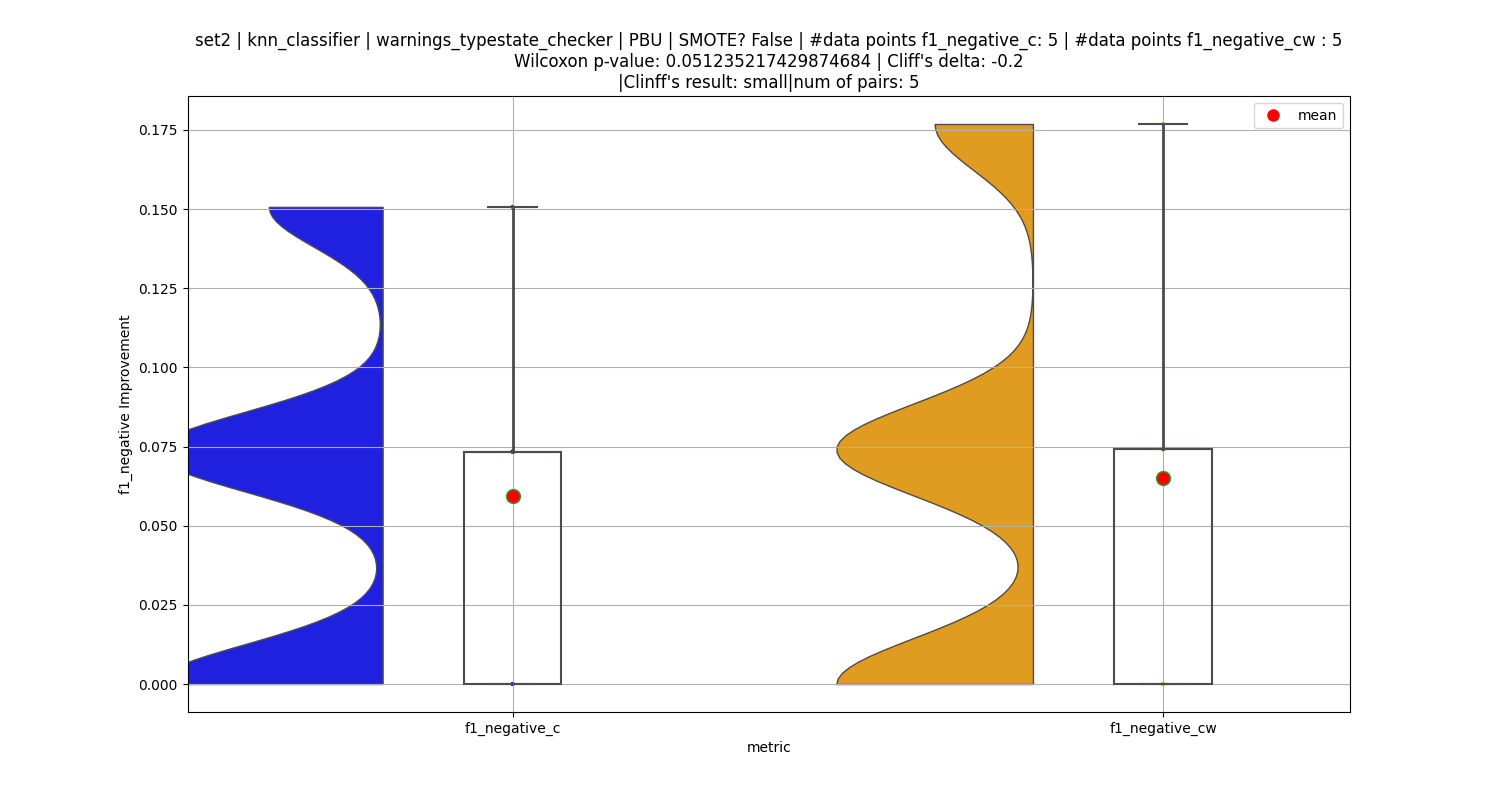 set2 | knn_classifier | warnings_typestate_checker | PBU | SMOTE? False | #data points f1_negative_c: 5 | #data points f1_negative_cw : 5
Wilcoxon p-value: 0.051235217429874684 | Cliff's delta: -0.2
|Clinff's result: small|num of pairs: 5
mean
0.175
0.150
0.125
0.100
0.075
0.050
0.025
0.000
f1_negative Improvement
f1_negative_c
f1_negative_cw
metric